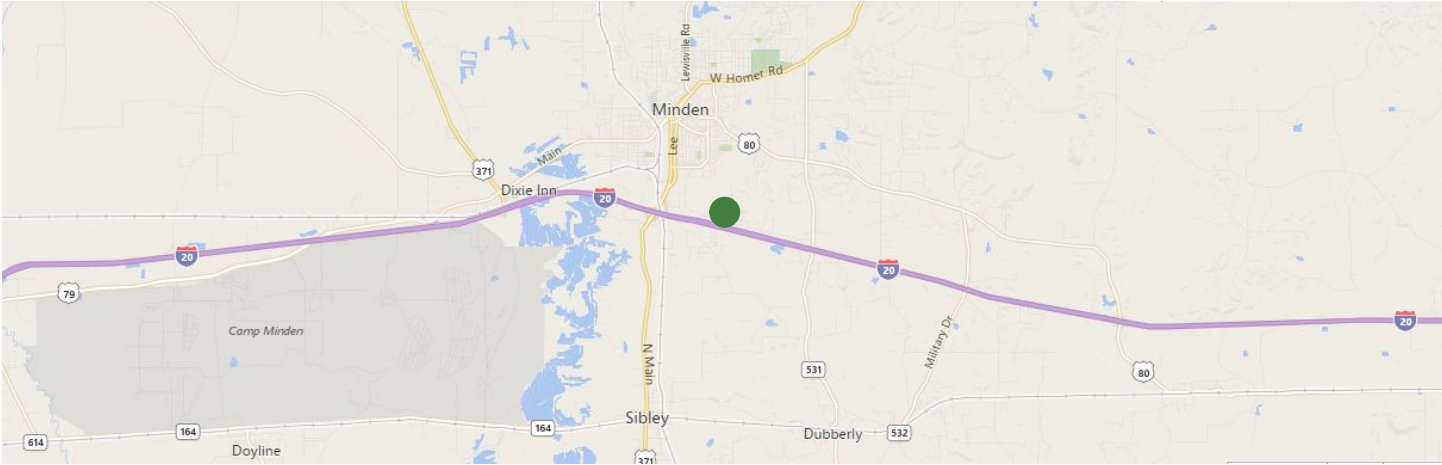 Lewisville Rd
W Homer Rd
Minden
Lee
80
Main
371
Dixie Inn
20
20
20
79
Camp Minden
20
N Main
Military Dr
531
80
Sibley
164
164
Dubberly
532
614
Doyline
371